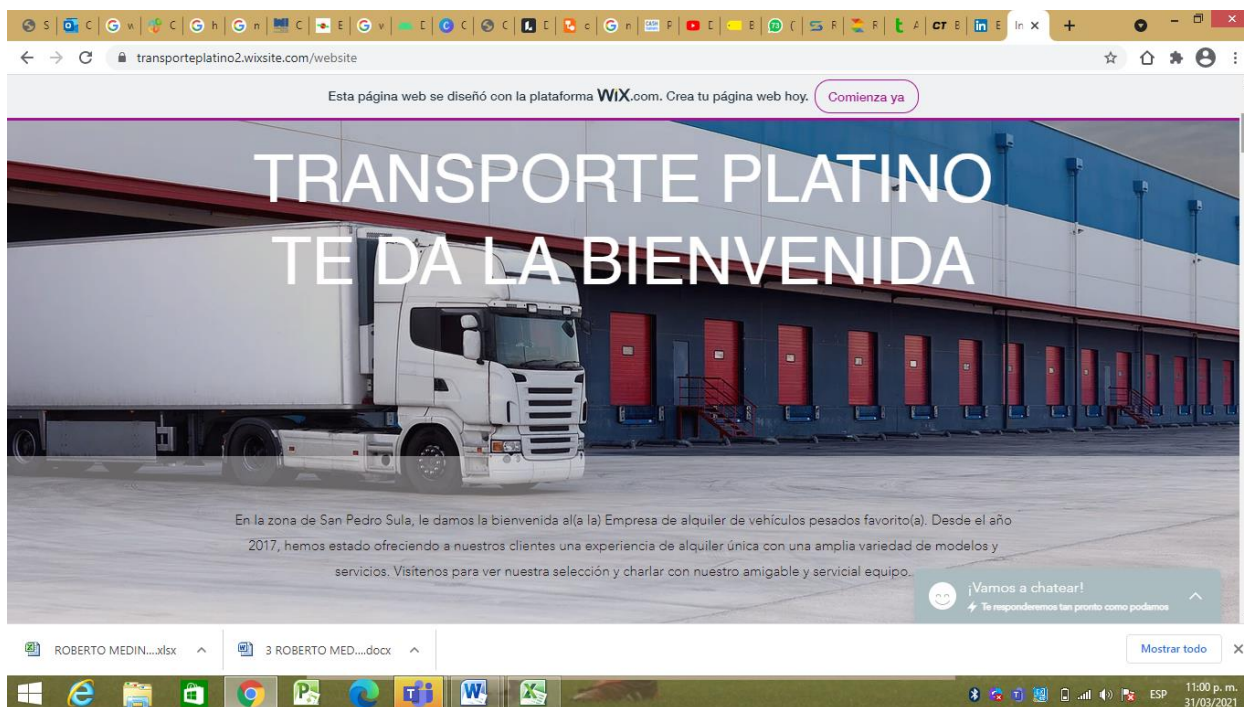 S C G w C G h G n C E G v E C C E c G n P E B ( R R A CT B E In
transporteplatino2.wixsite.com/website
Esta página web se diseñó con la plataforma WiX.com. Crea tu página web hoy. Comienza ya
TRANSPORTE PLATINO
TE DA LA BIENVENIDA
En la zona de San Pedro Sula, le damos la bienvenida al(a la) Empresa de alquiler de vehículos pesados favorito(a). Desde el año
2017, hemos estado ofreciendo a nuestros clientes una experiencia de alquiler única con una amplia variedad de modelos y
servicios. Visítenos para ver nuestra selección y charlar con nuestro amigable y servicial equipo.
¡Vamos a chatear!
Te responderemos tan pronto como podamos
ROBERTO MEDIN....xlsx 3 ROBERTO MED....docx Mostrar todo
ESP 11:00 p. m.
31/03/2021